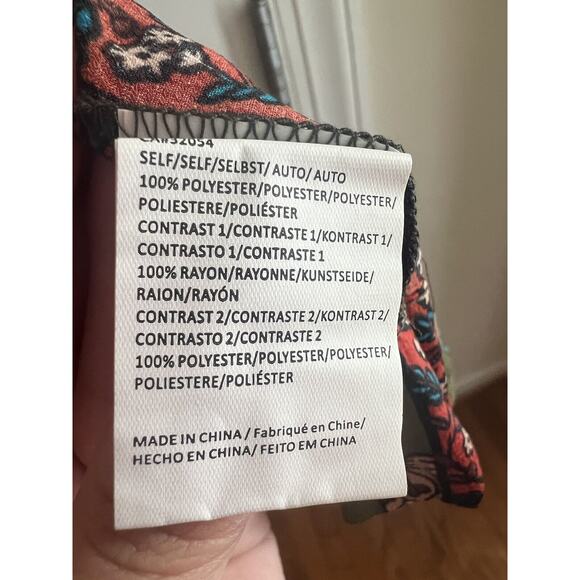 SELF/SELF/SELBST/ AUTO/ AUTO
100% POLYESTER/POLYESTER/POLYESTER/
POLIESTERE/POLIÉSTER
CONTRAST 1/CONTRASTE 1/KONTRAST 1/
CONTRASTO 1/CONTRASTE 1
100% RAYON/RAYONNE/KUNSTSEIDE/
RAION/RAYÓN
CONTRAST 2/CONTRASTE 2/KONTRAST 2/
CONTRASTO 2/CONTRASTE 2
100% POLYESTER/POLYESTER/POLYESTER/
POLIESTERE/POLIÉSTER
MADE IN CHINA / Fabriqué en Chine/
HECHO EN CHINA/ FEITO EM CHINA